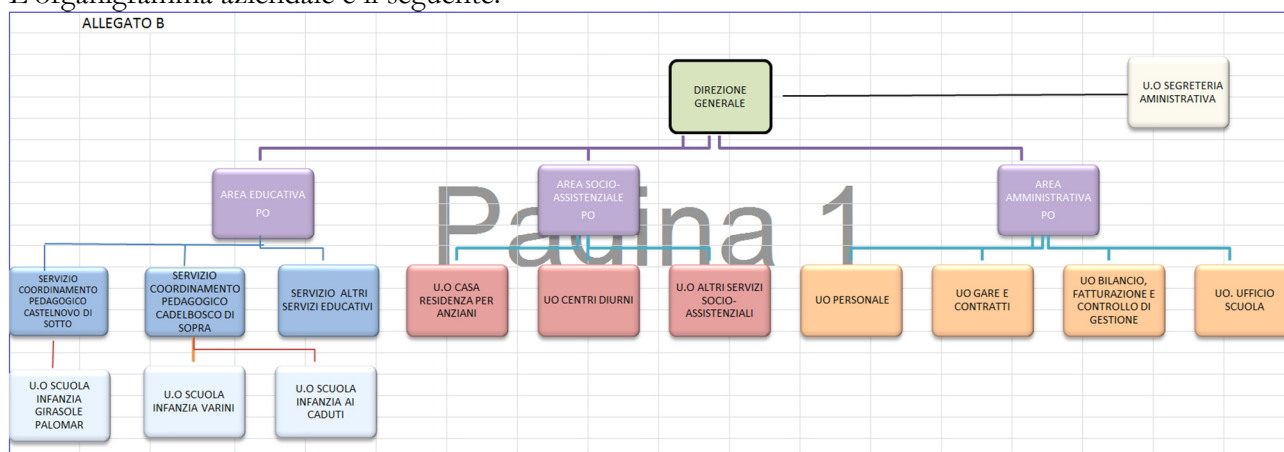 L'organigramma aziendale è il seguente:
ALLEGATO B
DIREZIONE
GENERALE
U.O SEGRETERIA
AMINISTRATIVA
AREA EDUCATIVA
PO
AREA SOCIO-
ASSISTENZIALE
PO
AREA
AMMINISTRATIVA
PO
Pagina 1
SERVIZIO
COORDINAMENTO
PEDAGOGICO
CASTELNOVO DI
SOTTO
SERVIZIO
COORDINAMENTO
PEDAGOGICO
CADELBOSCO DI
SOPRA
SERVIZIO ALTRI
SERVIZI EDUCATIVI
U.O CASA
RESIDENZA PER
ANZIANI
UO CENTRI DIURNI
U.O ALTRI SERVIZI
SOCIO-
ASSISTENZIALI
UO PERSONALE
UO GARE E
CONTRATTI
UO BILANCIO,
FATTURAZIONE E
CONTROLLO DI
GESTIONE
UO. UFFICIO
SCUOLA
U.O SCUOLA
INFANZIA
GIRASOLE
PALOMAR
U.O SCUOLA
INFANZIA VARINI
U.O SCUOLA
INFANZIA AI
CADUTI